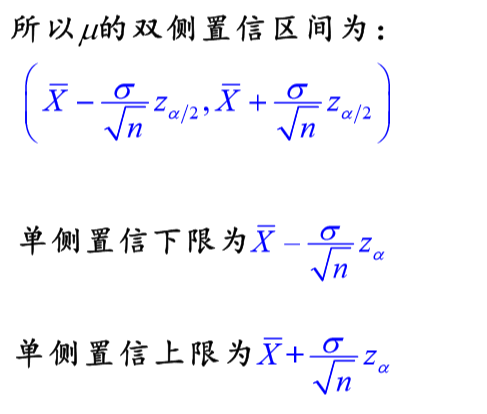 所以μ的双侧置信区间为：
(X̄ − σ/√n z_{α/2}, X̄ + σ/√n z_{α/2})
单侧置信下限为X̄ − σ/√n z_α
单侧置信上限为X̄ + σ/√n z_α